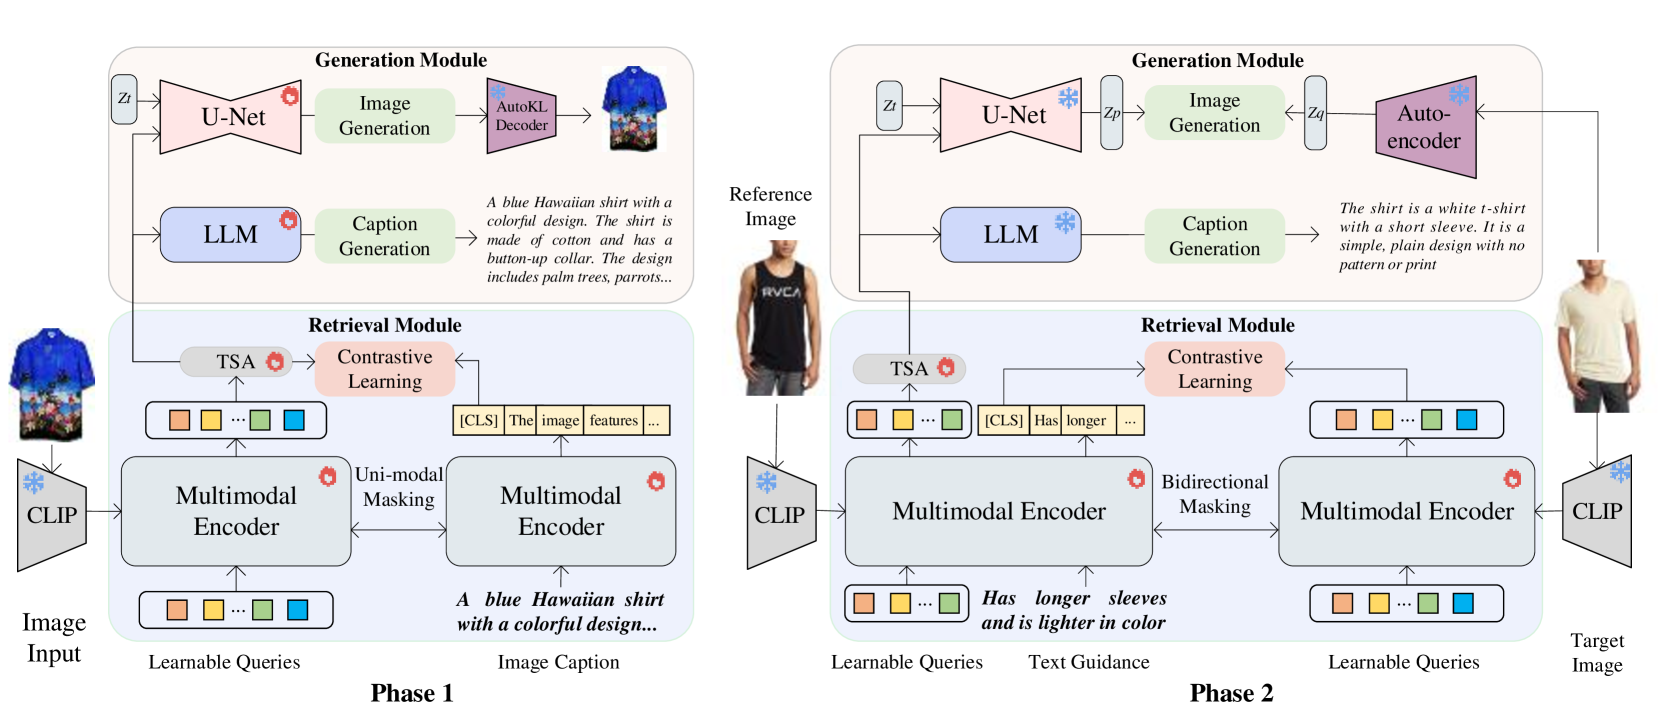 Generation Module
Zt
U-Net
Image
Generation
AutoKL
Decoder
LLM
Caption
Generation
A blue Hawaiian shirt with a
colorful design. The shirt is
made of cotton and has a
button-up collar. The design
includes palm trees, parrots...
Retrieval Module
TSA
Contrastive
Learning
...
[CLS] The image features ...
Multimodal
Encoder
Uni-modal
Masking
Multimodal
Encoder
CLIP
...
A blue Hawaiian shirt
with a colorful design...
Image
Input
Learnable Queries
Image Caption
Phase 1
Generation Module
Zt
U-Net
Zp
Image
Generation
Zq
Auto-
encoder
Reference
Image
RVCA
LLM
Caption
Generation
The shirt is a white t-shirt
with a short sleeve. It is a
simple, plain design with no
pattern or print
Retrieval Module
TSA
Contrastive
Learning
...
[CLS] Has longer ...
...
CLIP
Multimodal Encoder
Bidirectional
Masking
Multimodal Encoder
CLIP
...
Has longer sleeves
and is lighter in color
...
Target
Image
Learnable Queries
Text Guidance
Learnable Queries
Phase 2